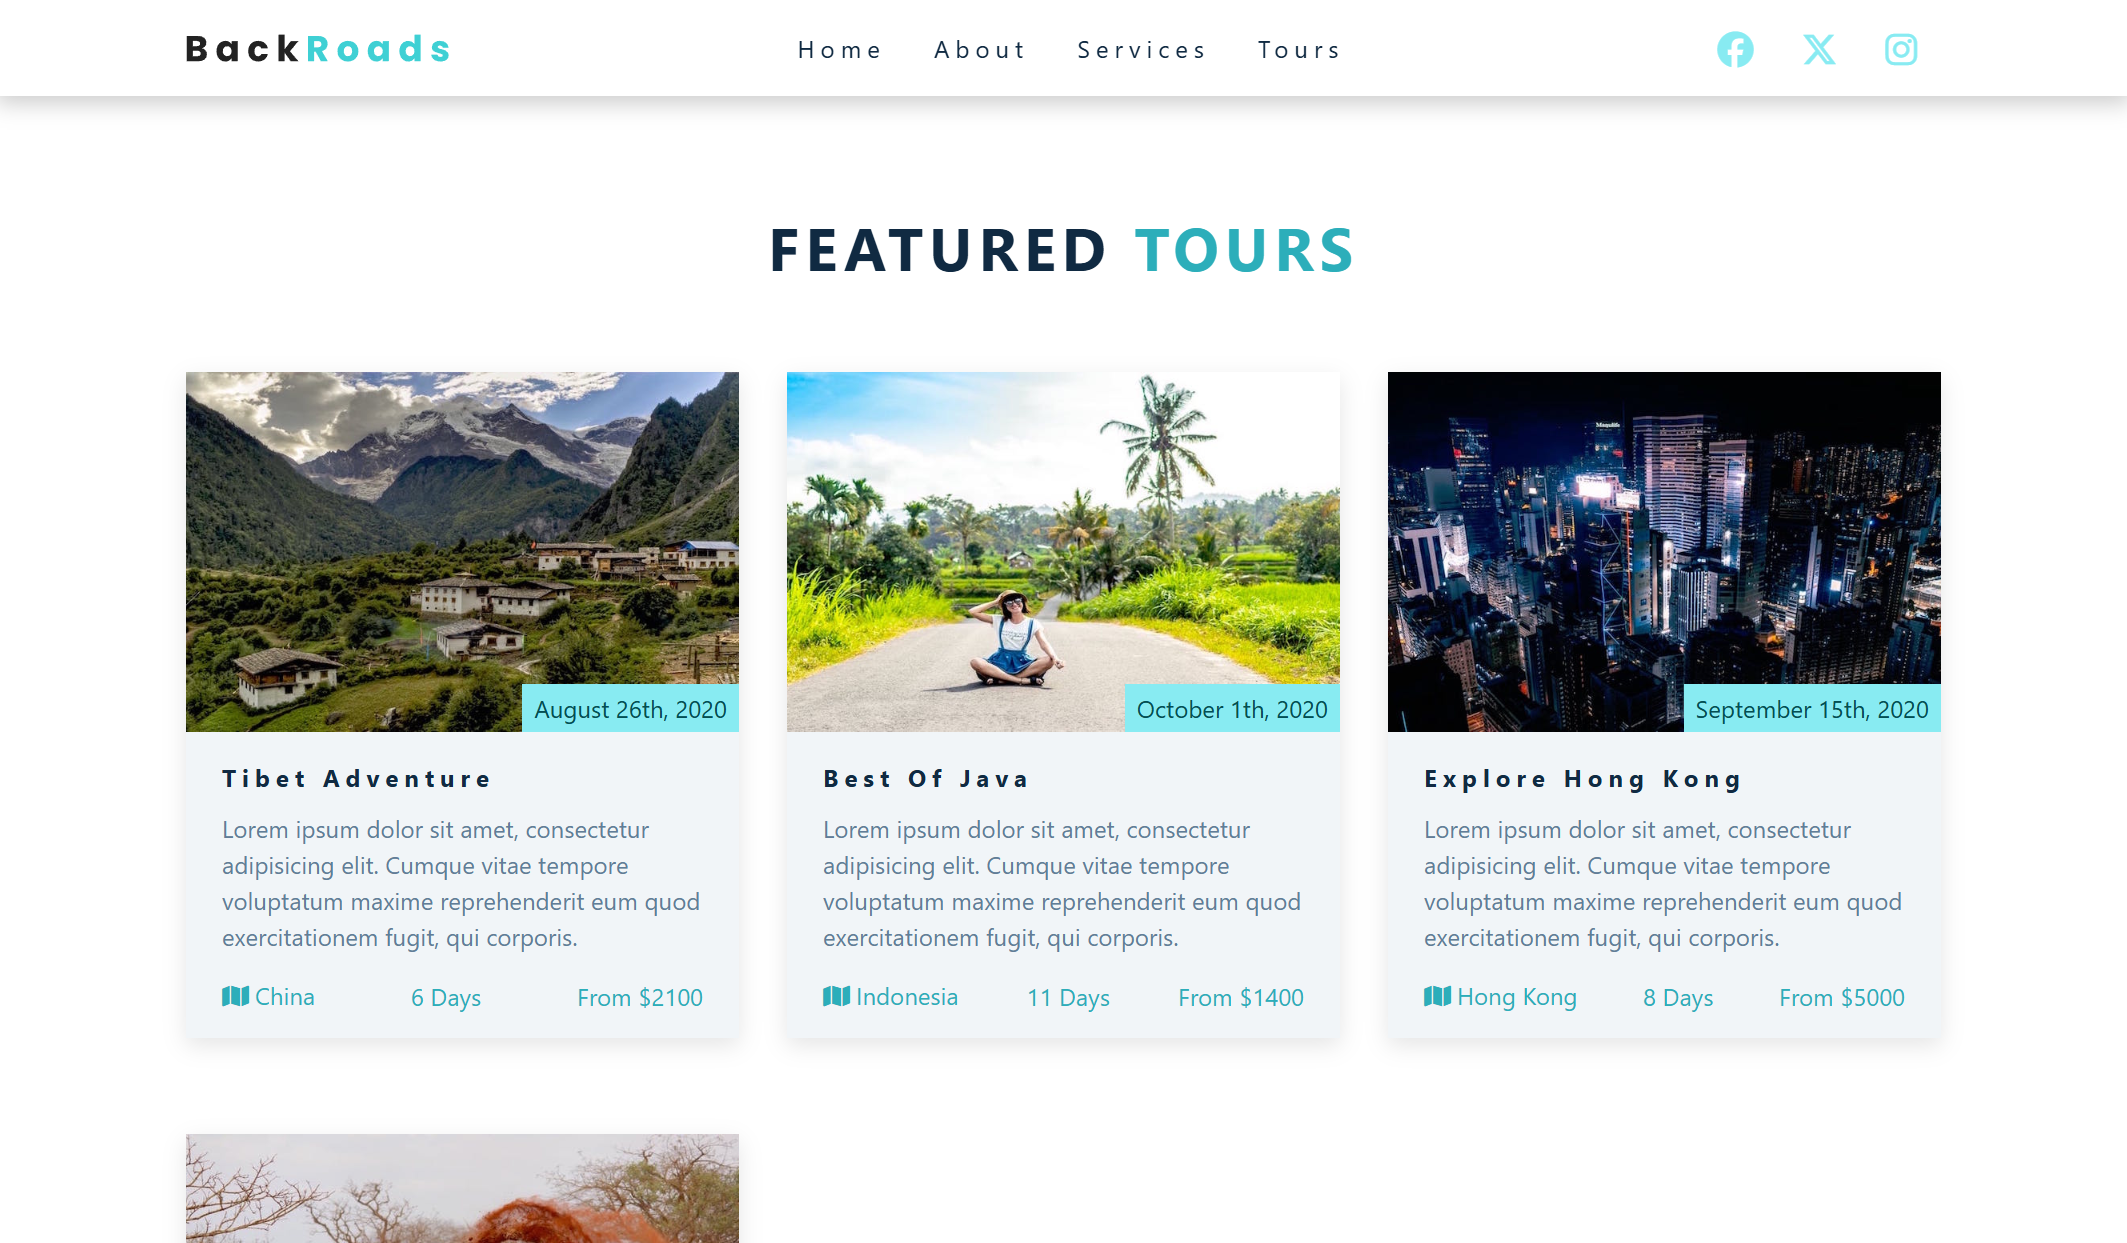 BackRoads
Home About Services Tours
FEATURED TOURS
August 26th, 2020
Tibet Adventure
Lorem ipsum dolor sit amet, consectetur
adipisicing elit. Cumque vitae tempore
voluptatum maxime reprehenderit eum quod
exercitationem fugit, qui corporis.
China 6 Days From $2100
October 1th, 2020
Best Of Java
Lorem ipsum dolor sit amet, consectetur
adipisicing elit. Cumque vitae tempore
voluptatum maxime reprehenderit eum quod
exercitationem fugit, qui corporis.
Indonesia 11 Days From $1400
Manulife
September 15th, 2020
Explore Hong Kong
Lorem ipsum dolor sit amet, consectetur
adipisicing elit. Cumque vitae tempore
voluptatum maxime reprehenderit eum quod
exercitationem fugit, qui corporis.
Hong Kong 8 Days From $5000